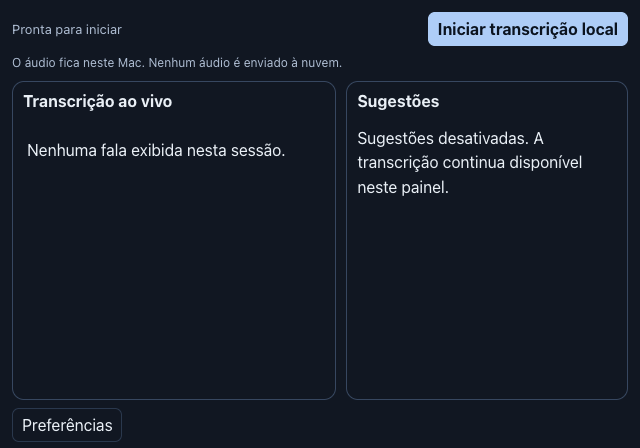 Pronta para iniciar
Iniciar transcrição local
O áudio fica neste Mac. Nenhum áudio é enviado à nuvem.
Transcrição ao vivo
Nenhuma fala exibida nesta sessão.
Sugestões
Sugestões desativadas. A
transcrição continua disponível
neste painel.
Preferências